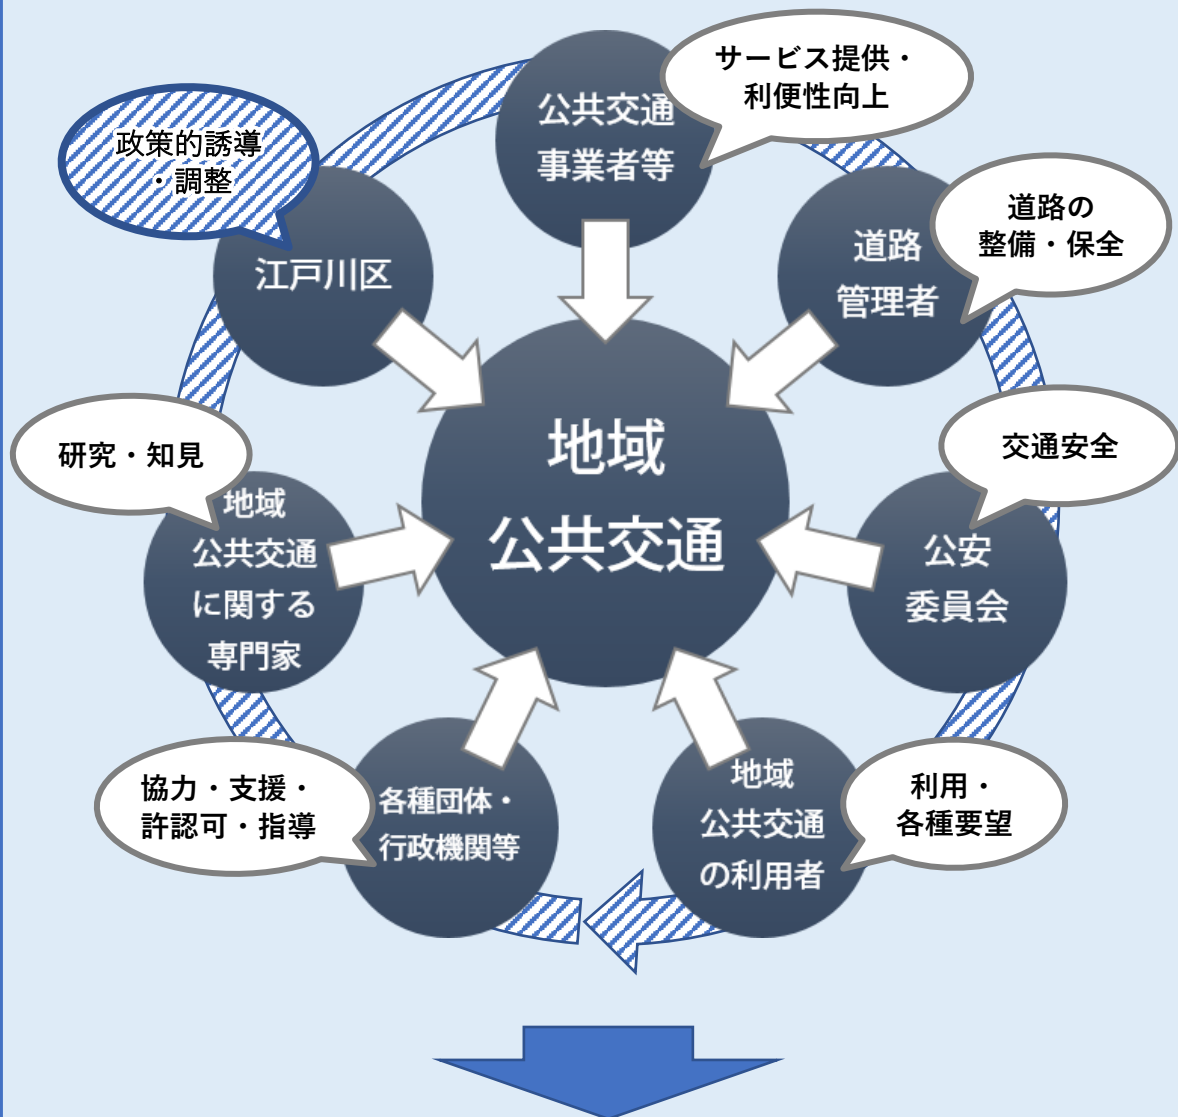 サービス提供・
利便性向上
公共交通
事業者等
政策的誘導
・調整
江戸川区
道路の
整備・保全
道路
管理者
地域
公共交通
研究・知見
地域
公共交通
に関する
専門家
交通安全
公安
委員会
協力・支援・
許認可・指導
各種団体・
行政機関等
地域
公共交通
の利用者
利用・
各種要望